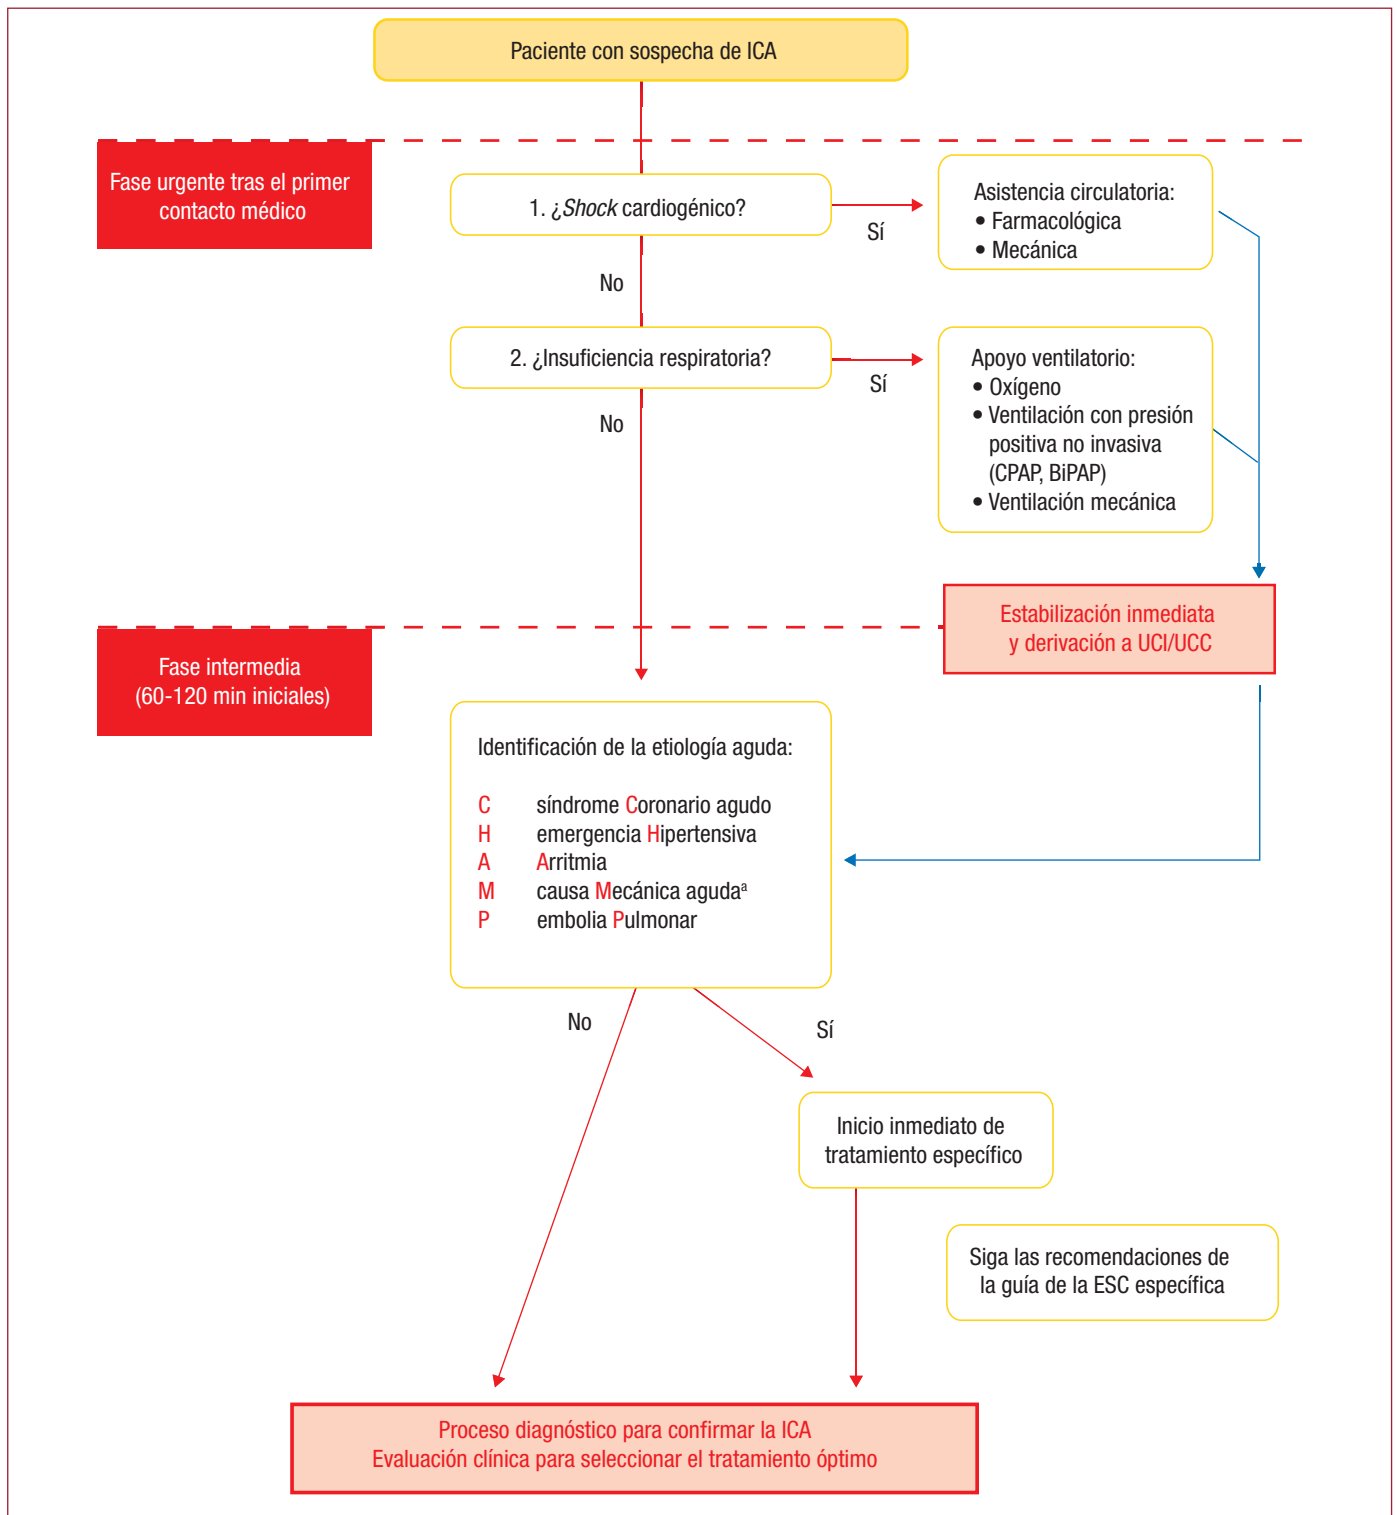 Paciente con sospecha de ICA
Fase urgente tras el primer
contacto médico
1. ¿Shock cardiogénico?
Sí
Asistencia circulatoria:
• Farmacológica
• Mecánica
No
2. ¿Insuficiencia respiratoria?
Sí
Apoyo ventilatorio:
• Oxígeno
• Ventilación con presión
positiva no invasiva
(CPAP, BiPAP)
• Ventilación mecánica
No
Estabilización inmediata
y derivación a UCI/UCC
Fase intermedia
(60-120 min iniciales)
Identificación de la etiología aguda:
C síndrome Coronario agudo
H emergencia Hipertensiva
A Arritmia
M causa Mecánica agudaª
P embolia Pulmonar
No
Sí
Inicio inmediato de
tratamiento específico
Siga las recomendaciones de
la guía de la ESC específica
Proceso diagnóstico para confirmar la ICA
Evaluación clínica para seleccionar el tratamiento óptimo